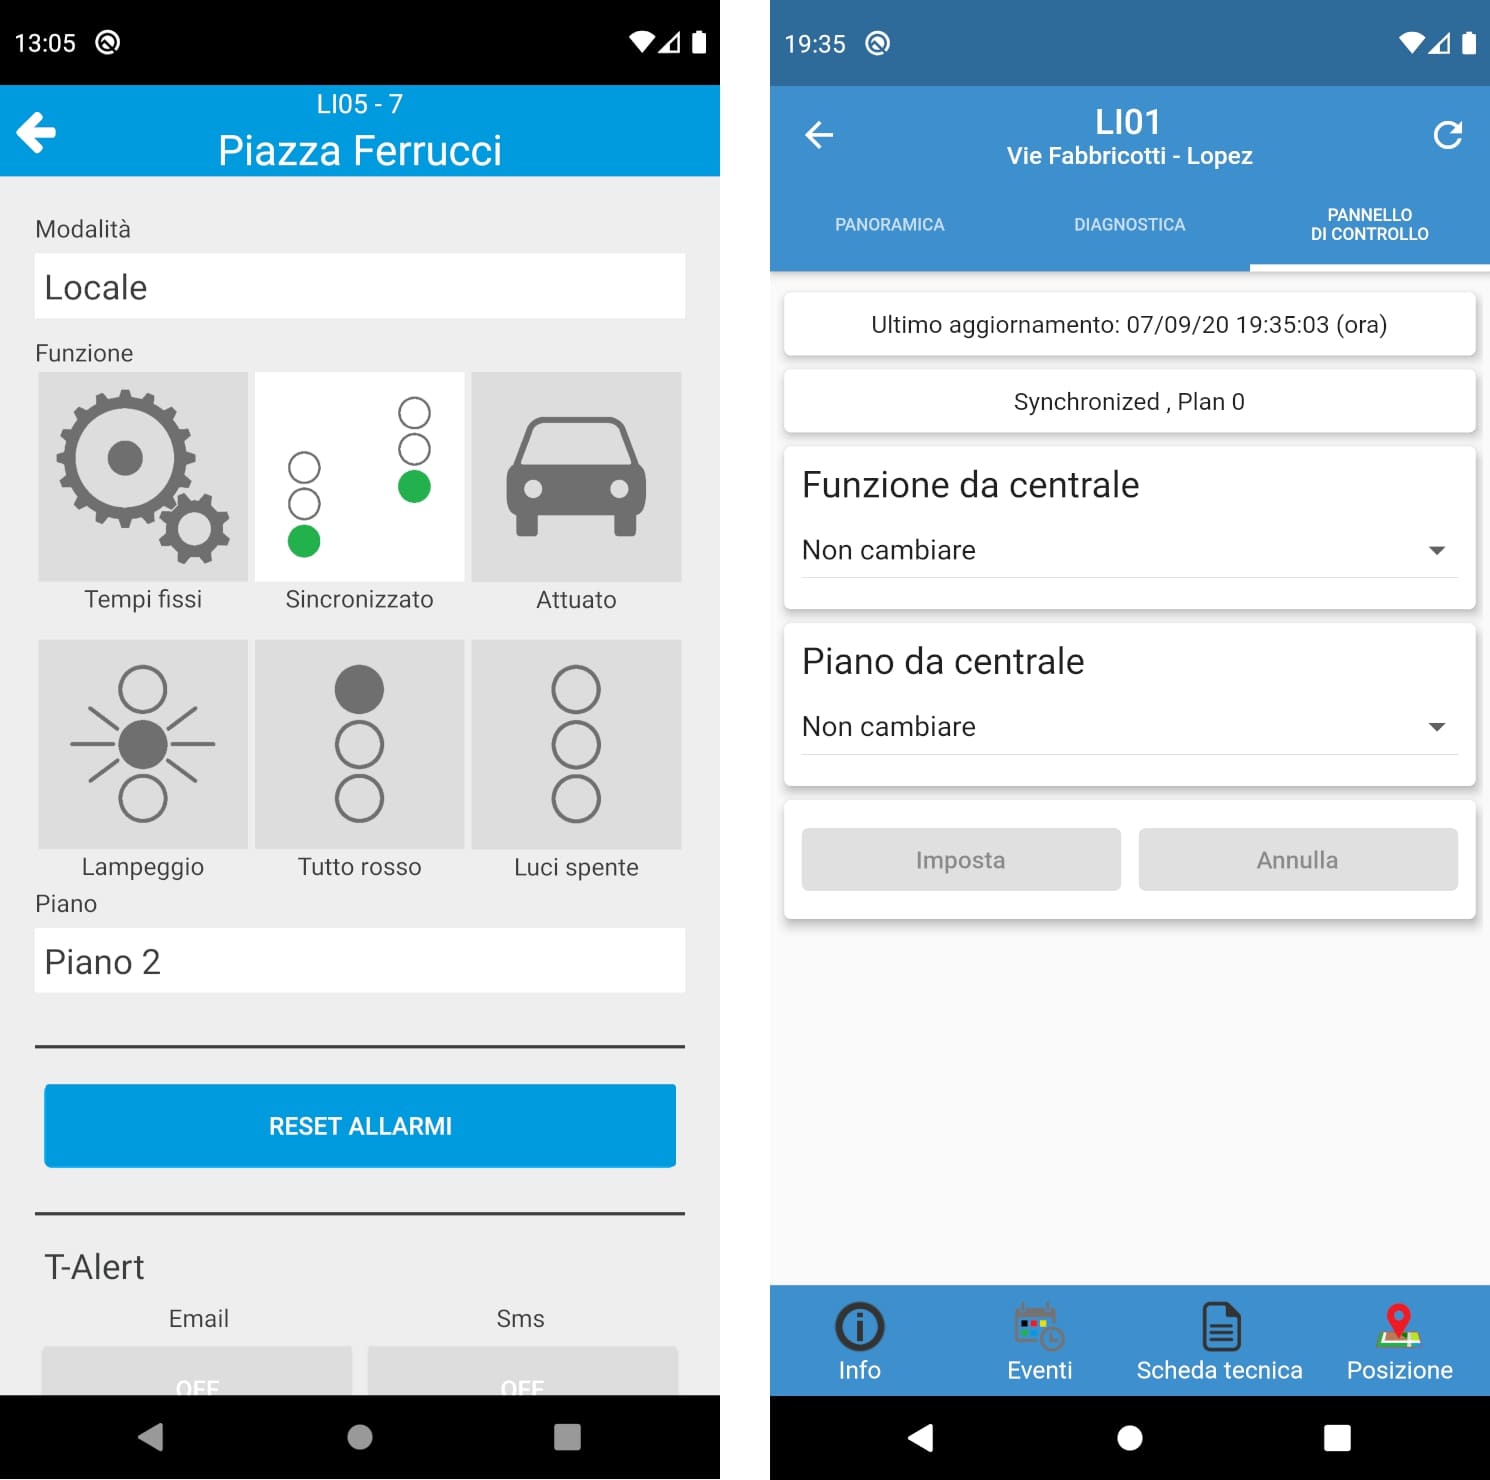 13:05
LI05 - 7
Piazza Ferrucci
Modalità
Locale
Funzione
Tempi fissi
Sincronizzato
Attuato
Lampeggio
Tutto rosso
Luci spente
Piano
Piano 2
RESET ALLARMI
T-Alert
Email
Sms
OFF
OFF
19:35
LI01
Vie Fabbricotti - Lopez
PANORAMICA
DIAGNOSTICA
PANNELLO
DI CONTROLLO
Ultimo aggiornamento: 07/09/20 19:35:03 (ora)
Synchronized , Plan 0
Funzione da centrale
Non cambiare
Piano da centrale
Non cambiare
Imposta
Annulla
Info
Eventi
Scheda tecnica
Posizione